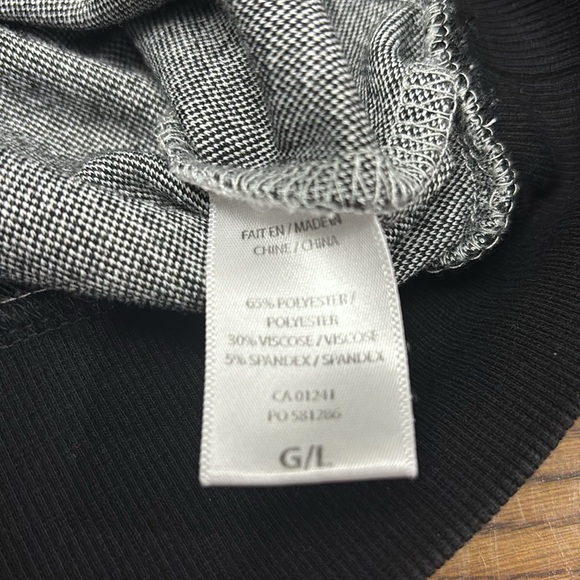 FAIT EN / MADE IN
CHINE / CHINA
65% POLYESTER /
POLYESTER
30% VISCOSE / VISCOSE
5% SPANDEX / SPANDEX
CA 01241
PO 581286
G/L